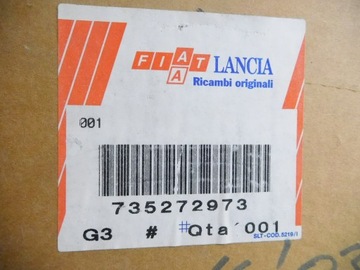 FIAT LANCIA
Ricambi originali
001
735272973
G3 # #Qta´001
SLT-COD.5219/1